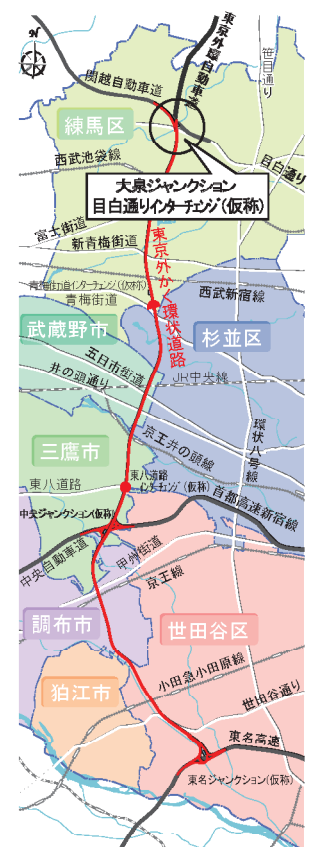 N
東京外環自動車道
笹目通り
関越自動車道
練馬区
西武池袋線
目白通り
大泉ジャンクション
目白通りインターチェンジ(仮称)
富士街道
新青梅街道
東京外かく環状道路
青梅街道インターチェンジ(仮称)
青梅街道
西武新宿線
武蔵野市
杉並区
五日市街道
JR中央線
井の頭通り
環状八号線
京王井の頭線
三鷹市
東八道路
東八道路
インターチェンジ(仮称)
首都高速新宿線
中央ジャンクション(仮称)
中央自動車道
甲州街道
京王線
調布市
世田谷区
小田急小田原線
狛江市
世田谷通り
東名高速
東名ジャンクション(仮称)